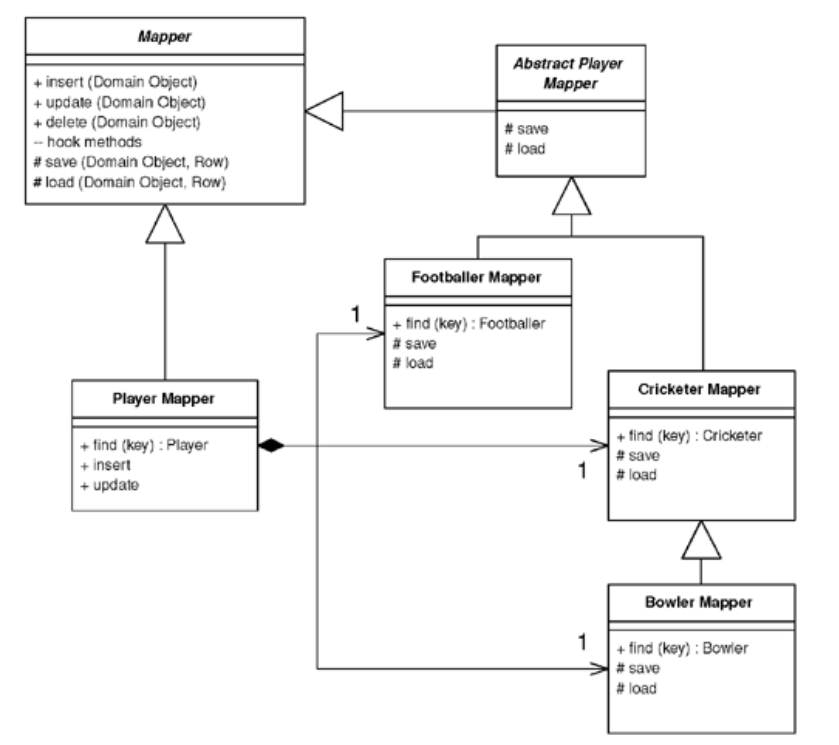 Mapper
+ insert (Domain Object)
+ update (Domain Object)
+ delete (Domain Object)
-- hook methods
# save (Domain Object, Row)
# load (Domain Object, Row)
Abstract Player
Mapper
# save
# load
Footballer Mapper
+ find (key) : Footballer
# save
# load
1
Player Mapper
+ find (key) : Player
+ insert
+ update
Cricketer Mapper
+ find (key) : Cricketer
# save
# load
1
Bowler Mapper
+ find (key) : Bowler
# save
# load
1